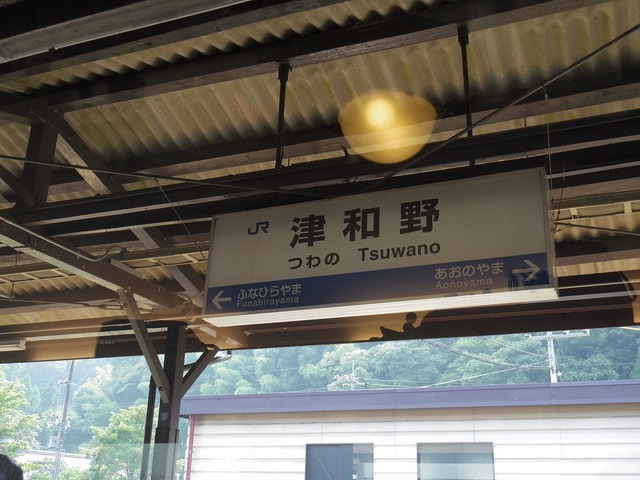 JR 津和野
つわの Tsuwano
← ふなひらやま
Funahirayama
あおのやま →
Aonoyama